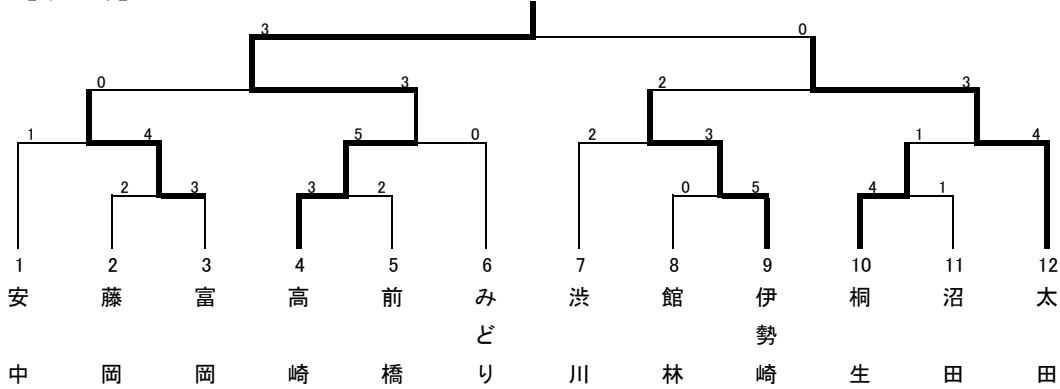 3 0
0 3 2 3
1 4 5 0 2 3 1 4
2 3 3 2 0 5 4 1
1 2 3 4 5 6 7 8 9 10 11 12
安中
藤岡
富岡
高崎
前橋
みどり
渋川
館林
伊勢崎
桐生
沼田
太田